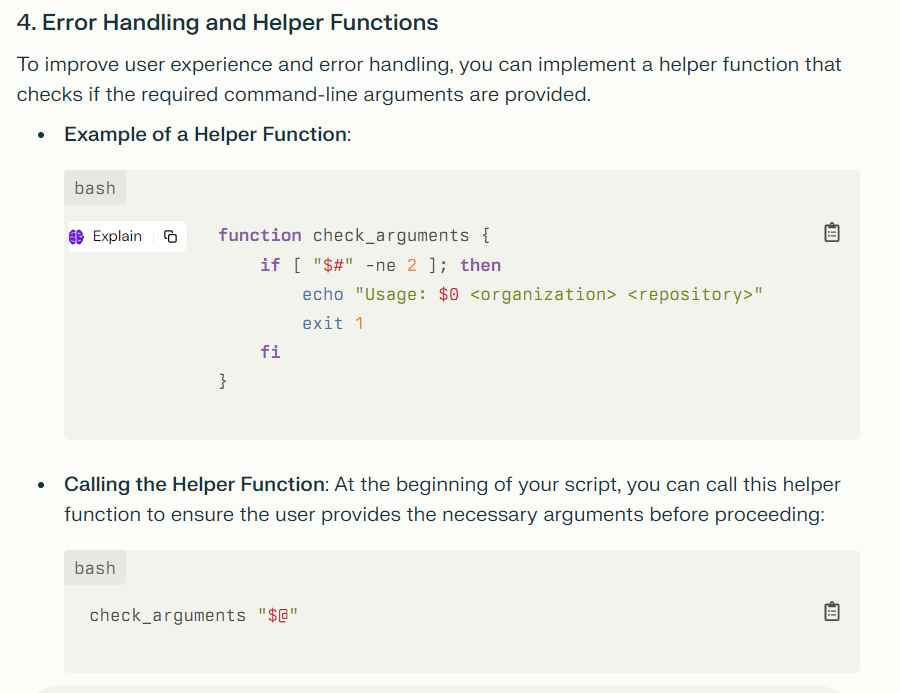 4. Error Handling and Helper Functions
To improve user experience and error handling, you can implement a helper function that
checks if the required command-line arguments are provided.
• Example of a Helper Function:
bash
Explain
function check_arguments {
    if [ "$#" -ne 2 ]; then
        echo "Usage: $0 <organization> <repository>"
        exit 1
    fi
}
• Calling the Helper Function: At the beginning of your script, you can call this helper
function to ensure the user provides the necessary arguments before proceeding:
bash
check_arguments "$@"